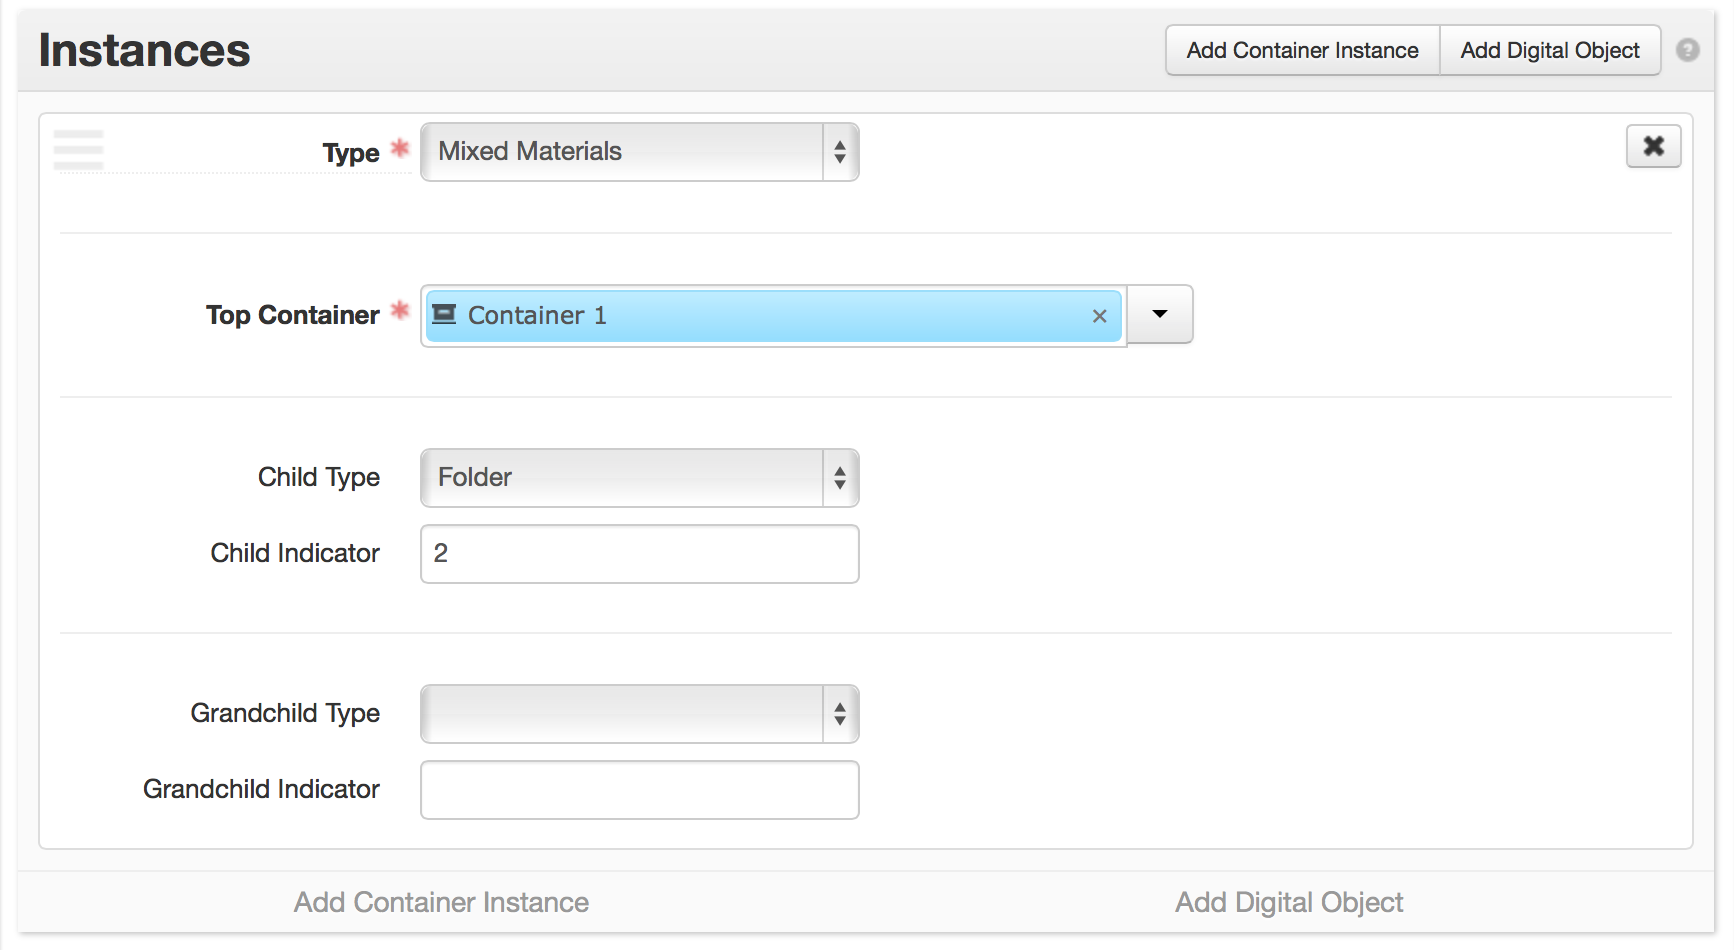 Instances
Add Container Instance
Add Digital Object
?
Type *
Mixed Materials
Top Container *
Container 1 ×
Child Type
Folder
Child Indicator
2
Grandchild Type
Grandchild Indicator
Add Container Instance
Add Digital Object